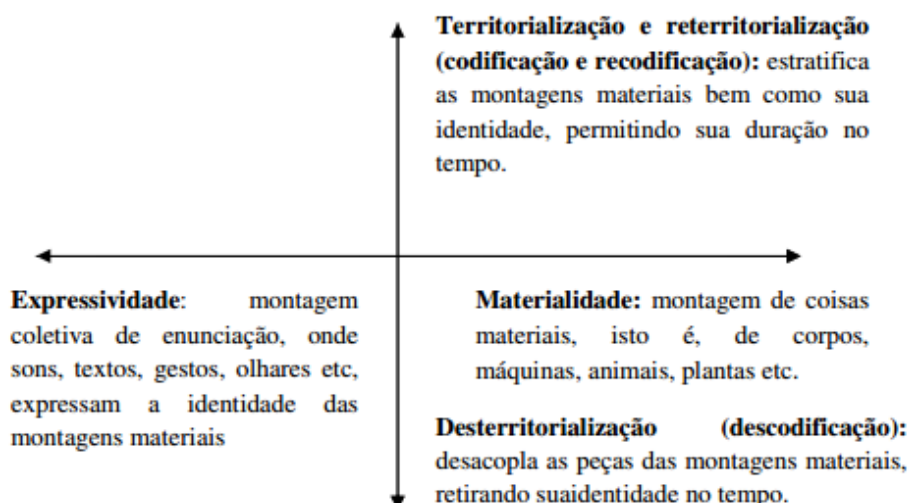 Territorialização e reterritorialização
(codificação e recodificação): estratifica
as montagens materiais bem como sua
identidade, permitindo sua duração no
tempo.
Expressividade: montagem
coletiva de enunciação, onde
sons, textos, gestos, olhares etc,
expressam a identidade das
montagens materiais
Materialidade: montagem de coisas
materiais, isto é, de corpos,
máquinas, animais, plantas etc.
Desterritorialização (descodificação):
desacopla as peças das montagens materiais,
retirando suaidentidade no tempo.